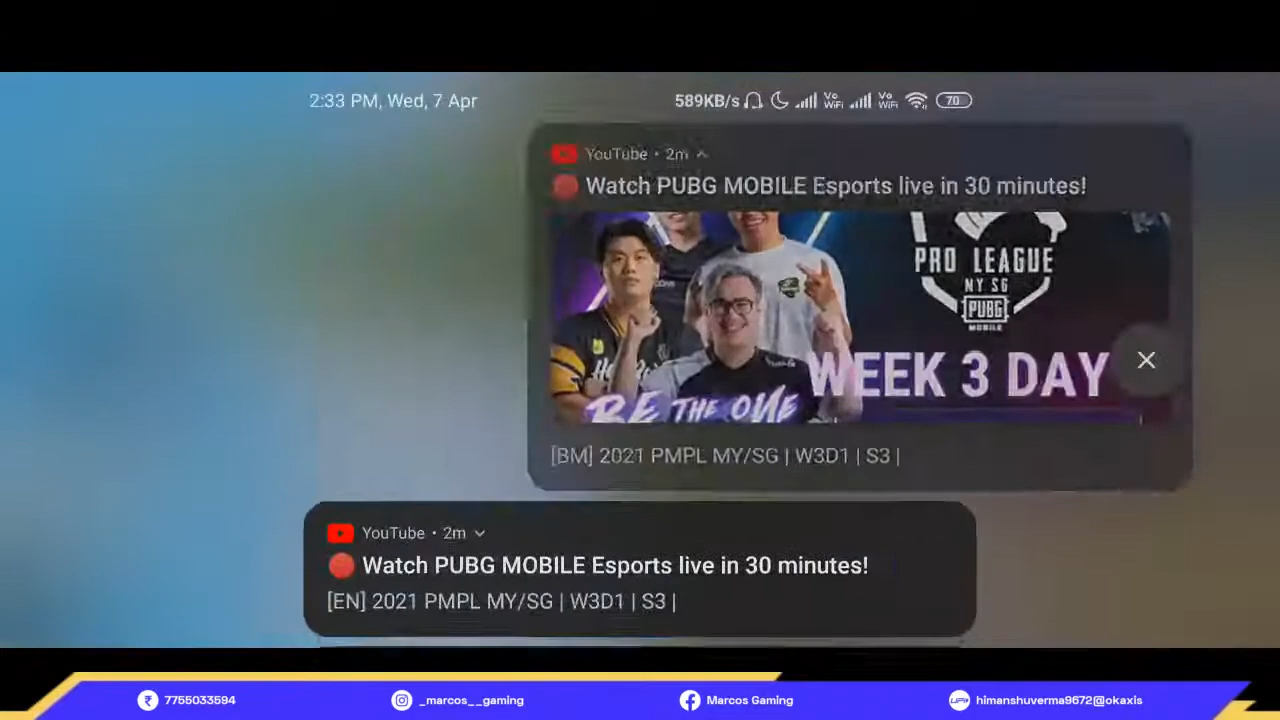 2:33 PM, Wed, 7 Apr
589KB/s
Vo WiFi
Vo WiFi
70
YouTube • 2m
Watch PUBG MOBILE Esports live in 30 minutes!
PRO LEAGUE
MY SG
PUBG
MOBILE
WEEK 3 DAY
BE THE ONE
[BM] 2021 PMPL MY/SG | W3D1 | S3 |
YouTube • 2m
Watch PUBG MOBILE Esports live in 30 minutes!
[EN] 2021 PMPL MY/SG | W3D1 | S3 |
₹ 7755033594
_marcos__gaming
Marcos Gaming
UPI himanshuverma9672@okaxis